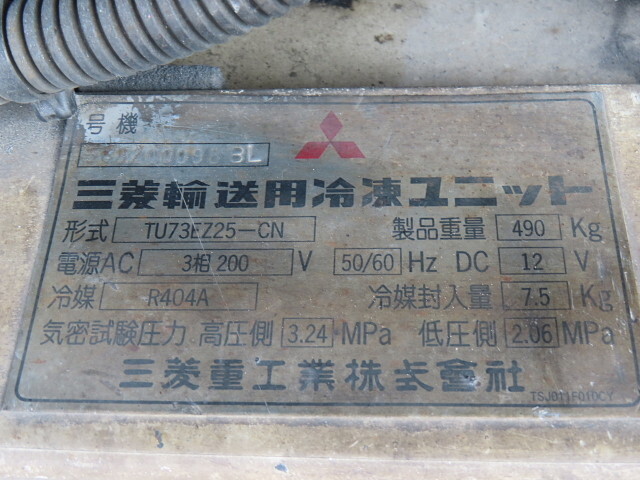 号機
三菱輸送用冷凍ユニット
形式 TU73EZ25-CN 製品重量 490 Kg
電源AC 3相 200 V 50/60 Hz DC 12 V
冷媒 R404A 冷媒封入量 7.5 Kg
気密試験圧力 高圧側 3.24 MPa 低圧側 2.06 MPa
三菱重工業株式會社
TSJ011F010CY